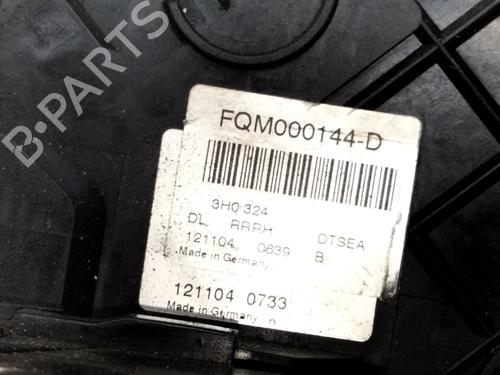 B-PARTS
FQM000144-D
3H0 324
DL RRRH DTSEA
121104 0639 B
Made in Germany
121104 0733
Made in Germany